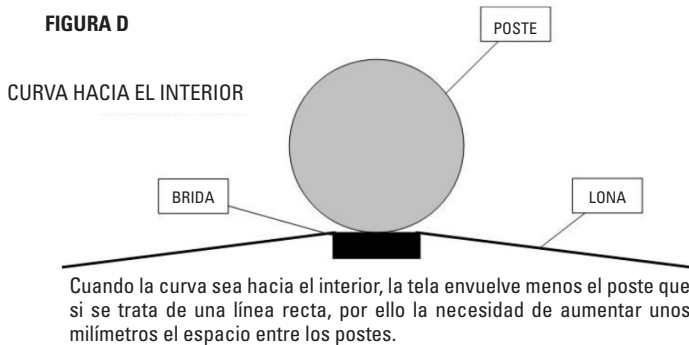 FIGURA D
POSTE
CURVA HACIA EL INTERIOR
BRIDA
LONA
Cuando la curva sea hacia el interior, la tela envuelve menos el poste que
si se trata de una línea recta, por ello la necesidad de aumentar unos
milímetros el espacio entre los postes.